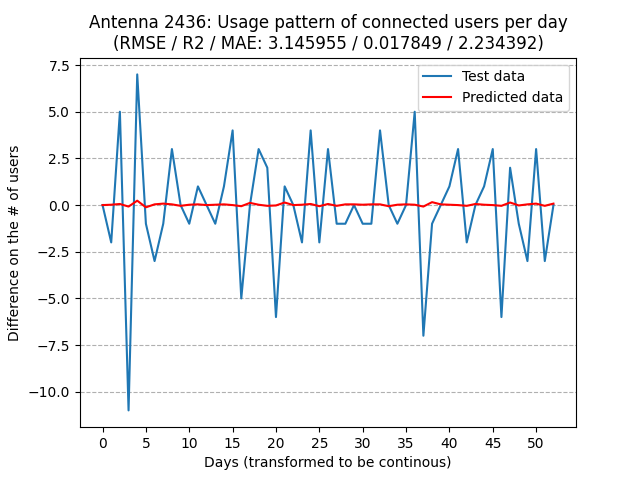 Antenna 2436: Usage pattern of connected users per day
(RMSE / R2 / MAE: 3.145955 / 0.017849 / 2.234392)
Test data
Predicted data
Difference on the # of users
7.5
5.0
2.5
0.0
−2.5
−5.0
−7.5
−10.0
0 5 10 15 20 25 30 35 40 45 50
Days (transformed to be continous)